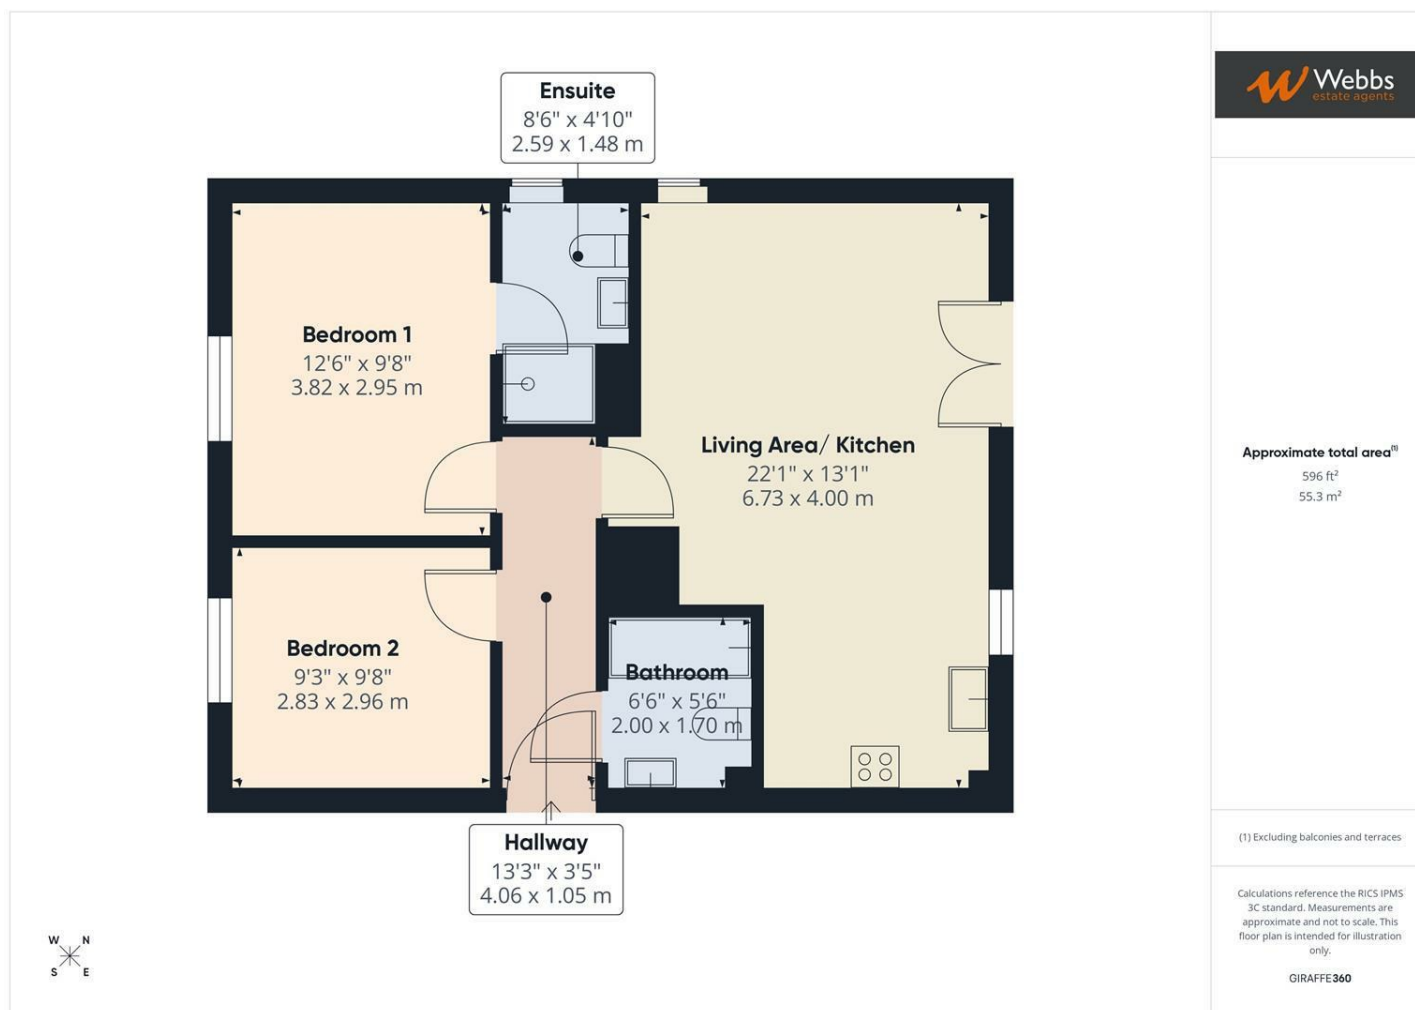 Ensuite
8'6" x 4'10"
2.59 x 1.48 m
Bedroom 1
12'6" x 9'8"
3.82 x 2.95 m
Living Area/ Kitchen
22'1" x 13'1"
6.73 x 4.00 m
Bedroom 2
9'3" x 9'8"
2.83 x 2.96 m
Bathroom
6'6" x 5'6"
2.00 x 1.70 m
Hallway
13'3" x 3'5"
4.06 x 1.05 m
W N
S E
Webbs
estate agents
Approximate total area⁽¹⁾
596 ft²
55.3 m²
(1) Excluding balconies and terraces
Calculations reference the RICS IPMS
3C standard. Measurements are
approximate and not to scale. This
floor plan is intended for illustration
only.
GIRAFFE360